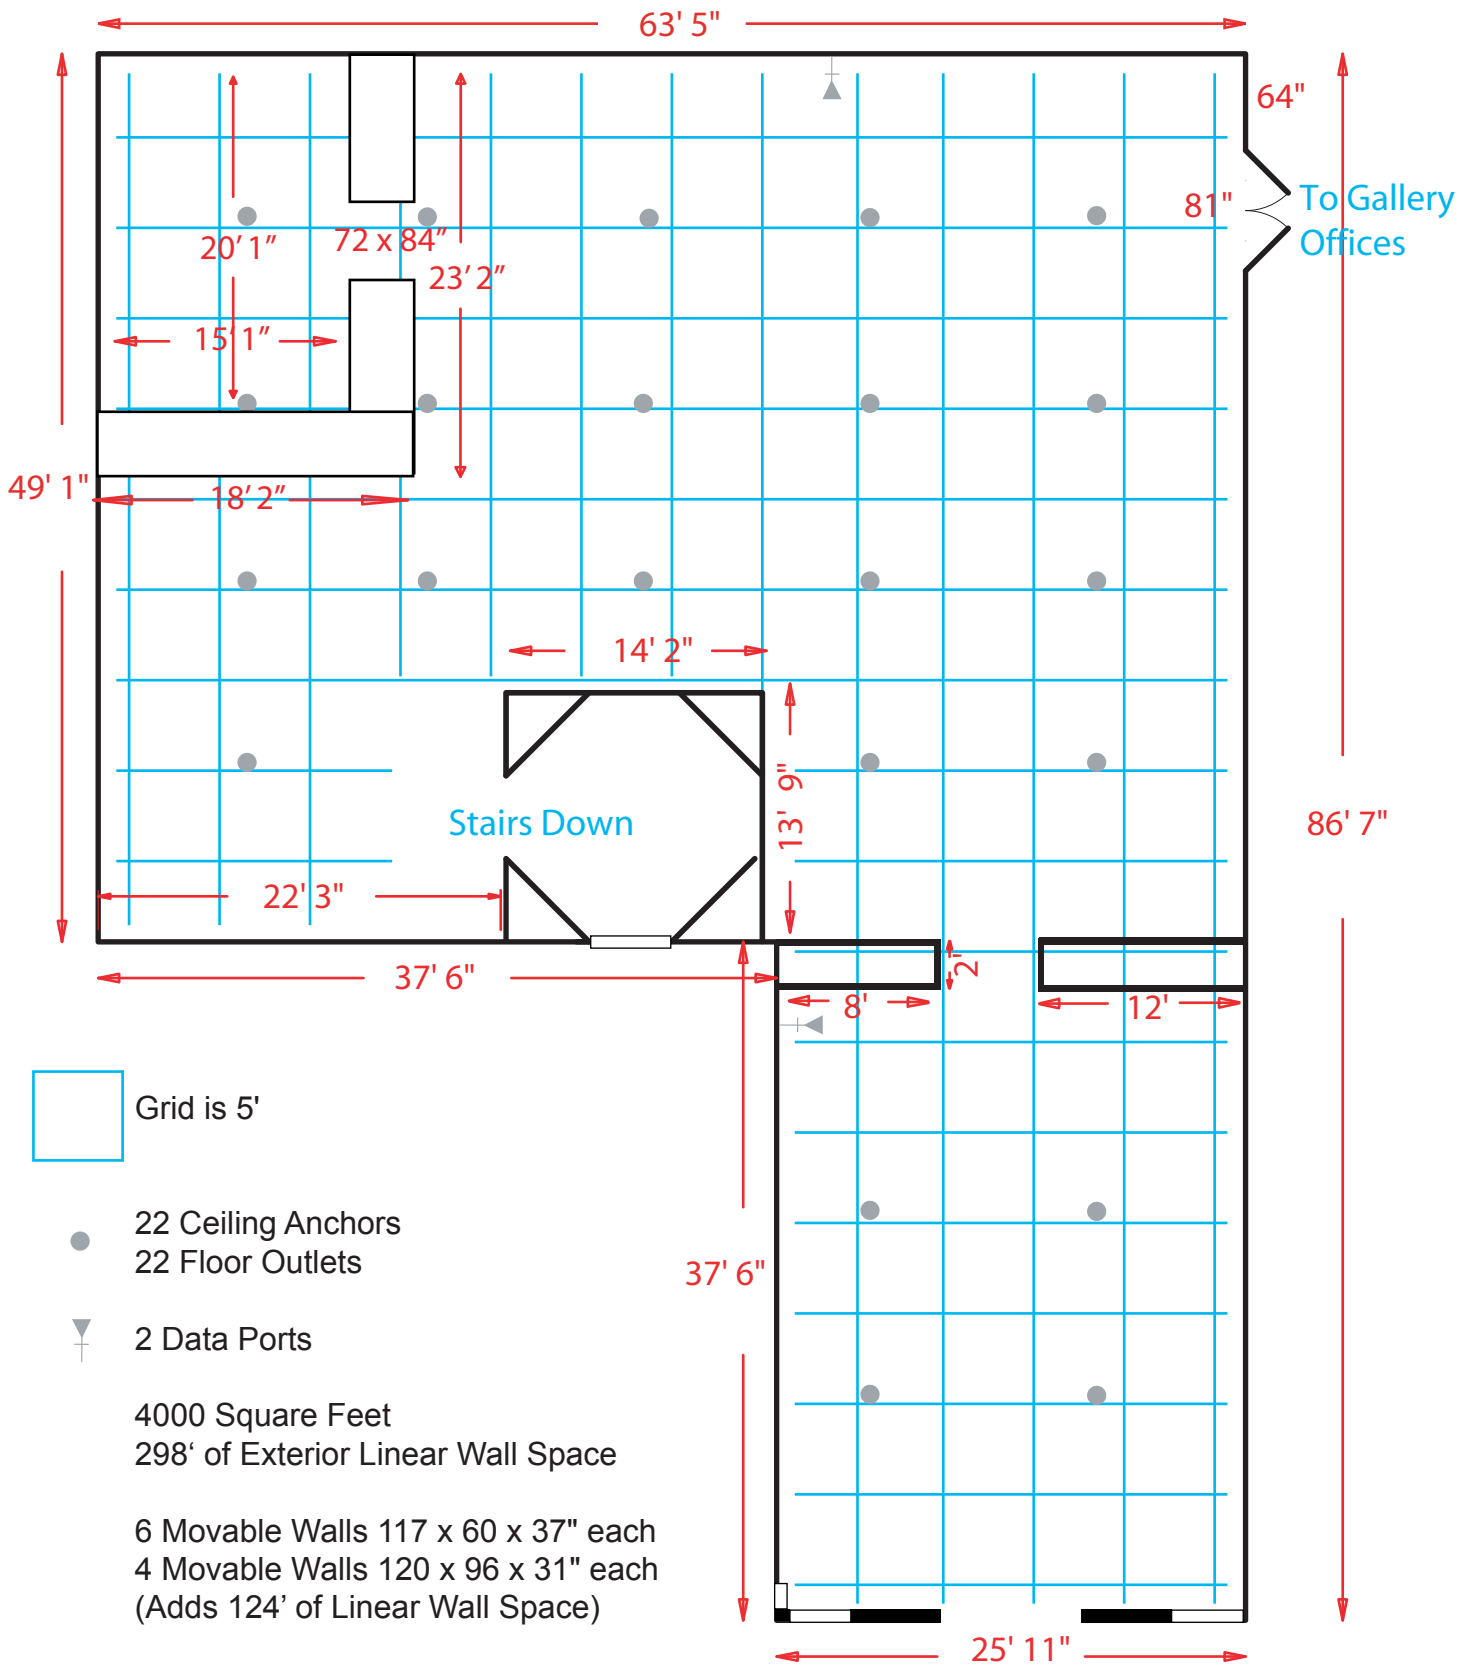 63' 5"
64"
To Gallery
Offices
81"
20′ 1″
72 x 84″
23′ 2″
15′ 1″
49' 1"
18′ 2″
14' 2"
13' 9"
Stairs Down
86' 7"
22' 3"
37' 6"
2'
8'
12'
Grid is 5'
22 Ceiling Anchors
22 Floor Outlets
37' 6"
2 Data Ports
4000 Square Feet
298‘ of Exterior Linear Wall Space
6 Movable Walls 117 x 60 x 37" each
4 Movable Walls 120 x 96 x 31" each
(Adds 124’ of Linear Wall Space)
25' 11"